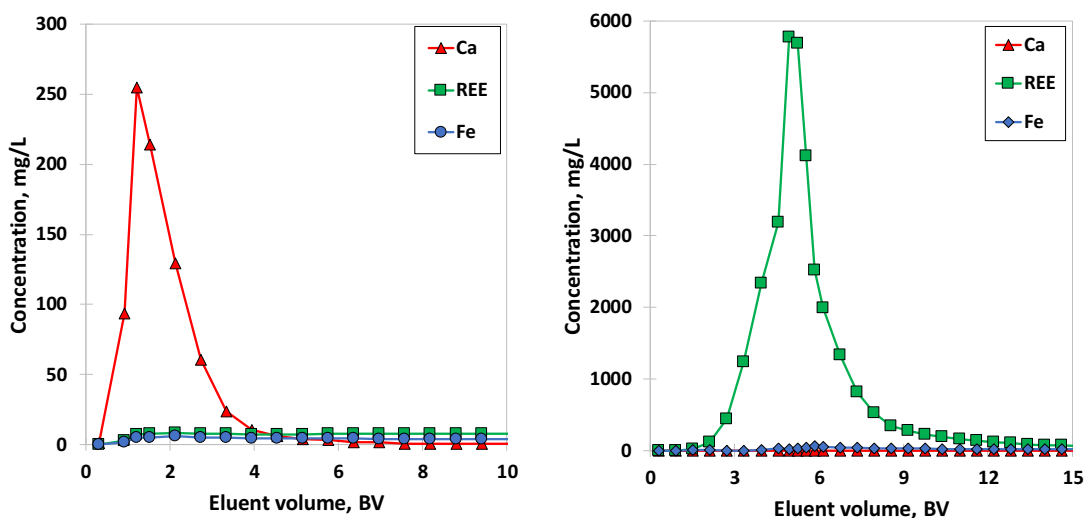 Concentration, mg/L
300
250
200
150
100
50
0
0
2
4
6
8
10
Eluent volume, BV
Ca
REE
Fe
Concentration, mg/L
6000
5000
4000
3000
2000
1000
0
0
3
6
9
12
15
Eluent volume, BV
Ca
REE
Fe